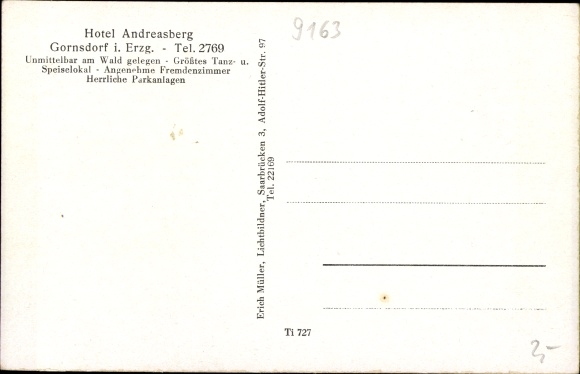 Hotel Andreasberg
Gornsdorf i. Erzg. - Tel. 2769
Unmittelbar am Wald gelegen - Größtes Tanz- u.
Speiselokal - Angenehme Fremdenzimmer
Herrliche Parkanlagen
9163
Erich Müller, Lichtbildner, Saarbrücken 3, Adolf-Hitler-Str. 97
Tel. 22169
Ti 727
2,-